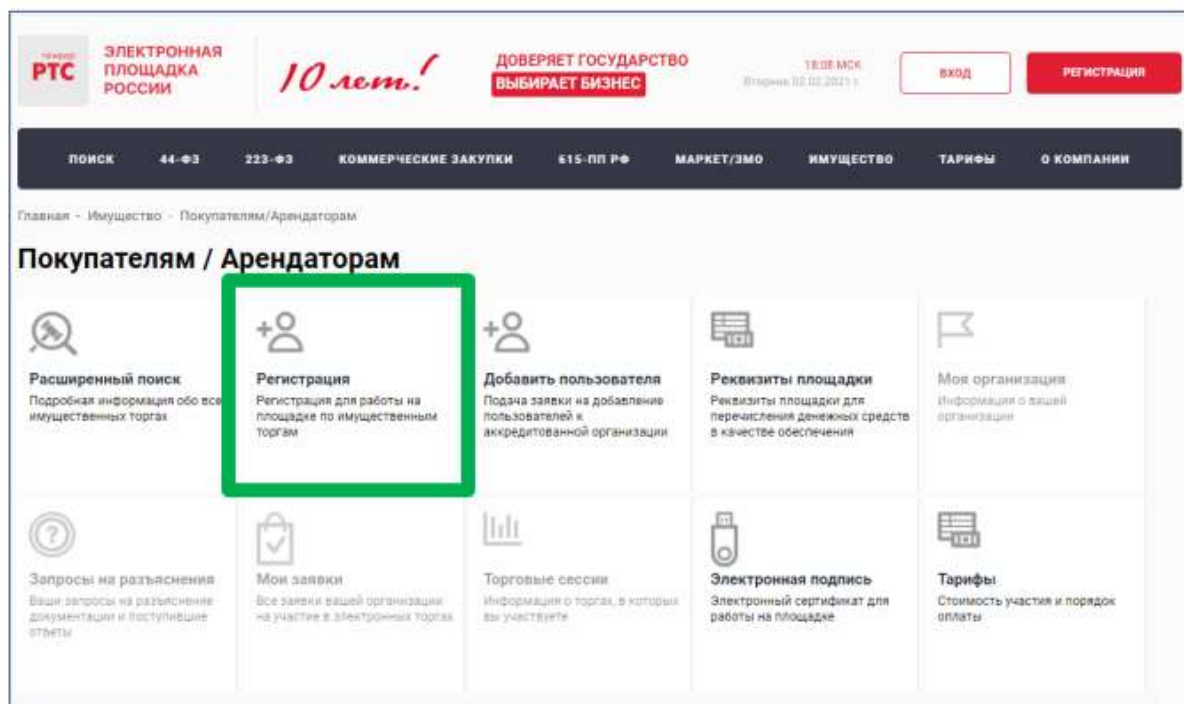 тендер
РТС
ЭЛЕКТРОННАЯ
ПЛОЩАДКА
РОССИИ
10 лет!
ДОВЕРЯЕТ ГОСУДАРСТВО
ВЫБИРАЕТ БИЗНЕС
18:08 МСК
Вторник 02.02.2021 г.
ВХОД
РЕГИСТРАЦИЯ
ПОИСК 44-ФЗ 223-ФЗ КОММЕРЧЕСКИЕ ЗАКУПКИ 615-ПП РФ МАРКЕТ/ЗМО ИМУЩЕСТВО ТАРИФЫ О КОМПАНИИ
Главная - Имущество - Покупателям/Арендаторам
Покупателям / Арендаторам
Расширенный поиск
Подробная информация обо все
имущественных торгах
Регистрация
Регистрация для работы на
площадке по имущественным
торгам
Добавить пользователя
Подача заявки на добавление
пользователей к
аккредитованной организации
Реквизиты площадки
Реквизиты площадки для
перечисления денежных средств
в качестве обеспечения
Моя организация
Информация о вашей
организации
Запросы на разъяснения
Ваши запросы на разъяснение
документации и поступившие
ответы
Мои заявки
Все заявки вашей организации
на участие в электронных торгах
Торговые сессии
Информация о торгах, в которых
вы участвуете
Электронная подпись
Электронный сертификат для
работы на площадке
Тарифы
Стоимость участия и порядок
оплаты